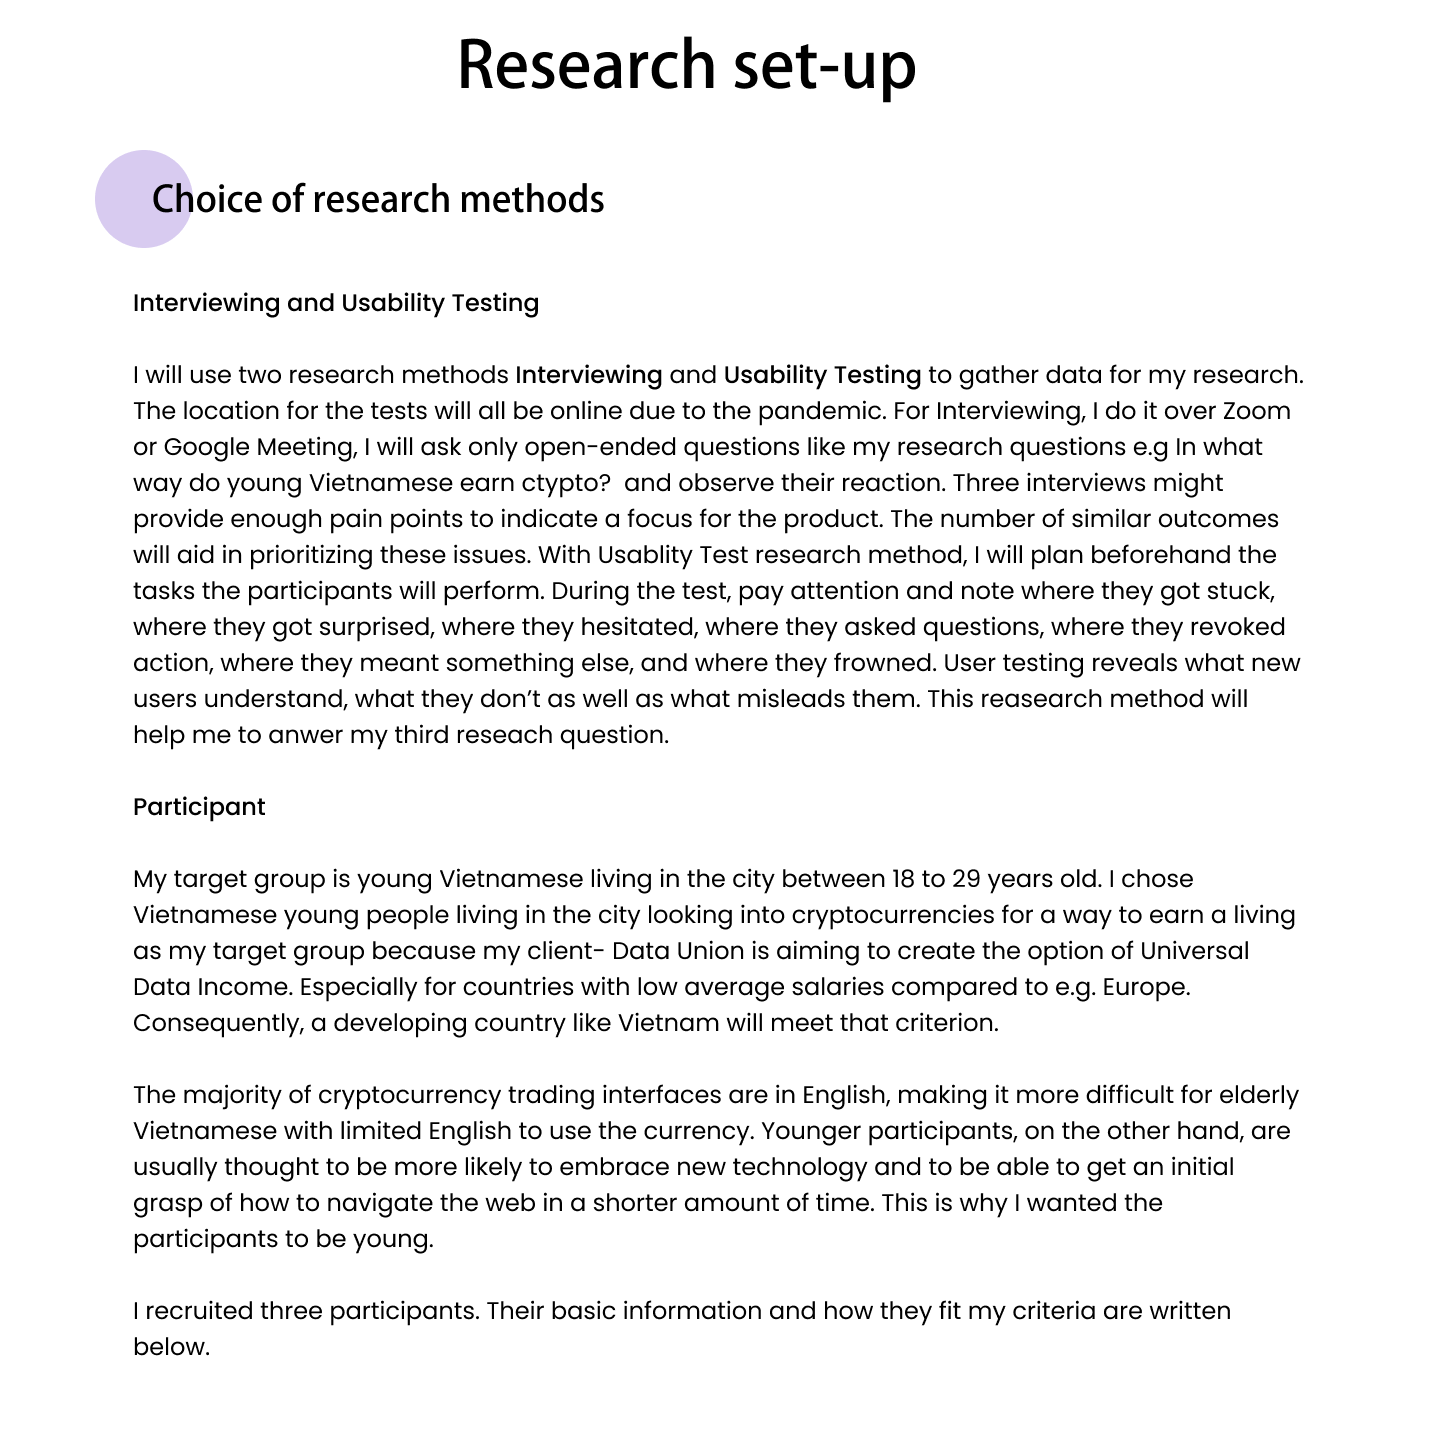 Research set-up
Choice of research methods
Interviewing and Usability Testing
I will use two research methods Interviewing and Usability Testing to gather data for my research.
The location for the tests will all be online due to the pandemic. For Interviewing, I do it over Zoom
or Google Meeting, I will ask only open-ended questions like my research questions e.g In what
way do young Vietnamese earn ctypto?  and observe their reaction. Three interviews might
provide enough pain points to indicate a focus for the product. The number of similar outcomes
will aid in prioritizing these issues. With Usablity Test research method, I will plan beforehand the
tasks the participants will perform. During the test, pay attention and note where they got stuck,
where they got surprised, where they hesitated, where they asked questions, where they revoked
action, where they meant something else, and where they frowned. User testing reveals what new
users understand, what they don’t as well as what misleads them. This reasearch method will
help me to anwer my third reseach question.
Participant
My target group is young Vietnamese living in the city between 18 to 29 years old. I chose
Vietnamese young people living in the city looking into cryptocurrencies for a way to earn a living
as my target group because my client- Data Union is aiming to create the option of Universal
Data Income. Especially for countries with low average salaries compared to e.g. Europe.
Consequently, a developing country like Vietnam will meet that criterion.
The majority of cryptocurrency trading interfaces are in English, making it more difficult for elderly
Vietnamese with limited English to use the currency. Younger participants, on the other hand, are
usually thought to be more likely to embrace new technology and to be able to get an initial
grasp of how to navigate the web in a shorter amount of time. This is why I wanted the
participants to be young.
I recruited three participants. Their basic information and how they fit my criteria are written
below.